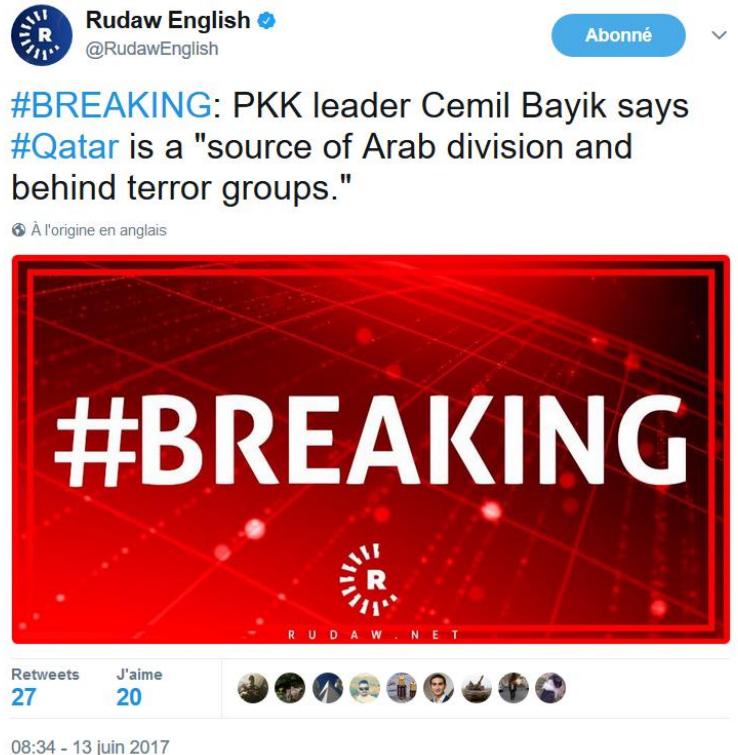 Rudaw English
@RudawEnglish
Abonné
#BREAKING: PKK leader Cemil Bayik says
#Qatar is a "source of Arab division and
behind terror groups."
À l'origine en anglais
#BREAKING
R
RUDAW.NET
Retweets J'aime
27 20
08:34 - 13 juin 2017